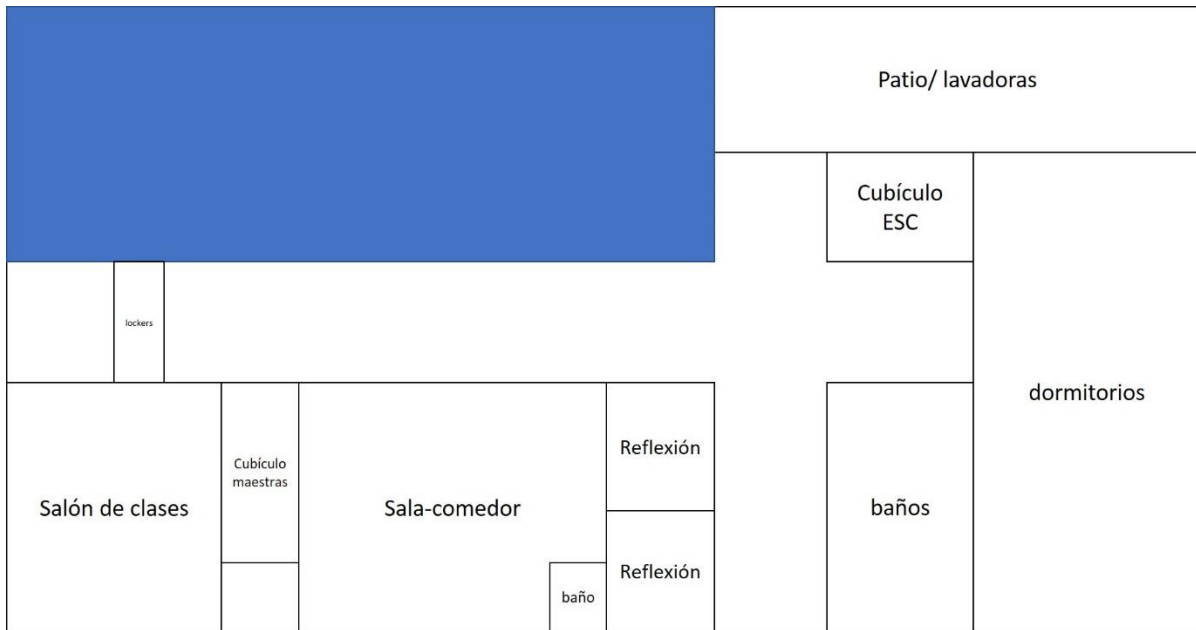 Patio/ lavadoras
Cubículo
ESC
lockers
dormitorios
Reflexión
Cubículo
maestras
Salón de clases
Sala-comedor
baños
Reflexión
baño